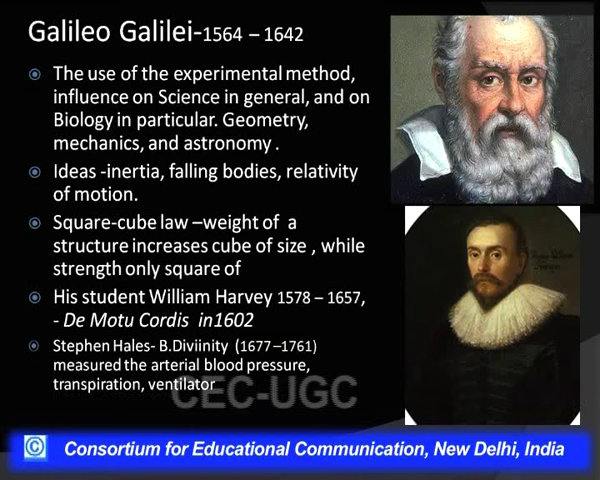 Galileo Galilei-1564 – 1642
The use of the experimental method,
influence on Science in general, and on
Biology in particular. Geometry,
mechanics, and astronomy .
Ideas -inertia, falling bodies, relativity
of motion.
Square-cube law –weight of a
structure increases cube of size , while
strength only square of
His student William Harvey 1578 – 1657,
- De Motu Cordis in1602
Stephen Hales- B.Diviinity (1677 –1761)
measured the arterial blood pressure,
transpiration, ventilator
CEC-UGC
© Consortium for Educational Communication, New Delhi, India